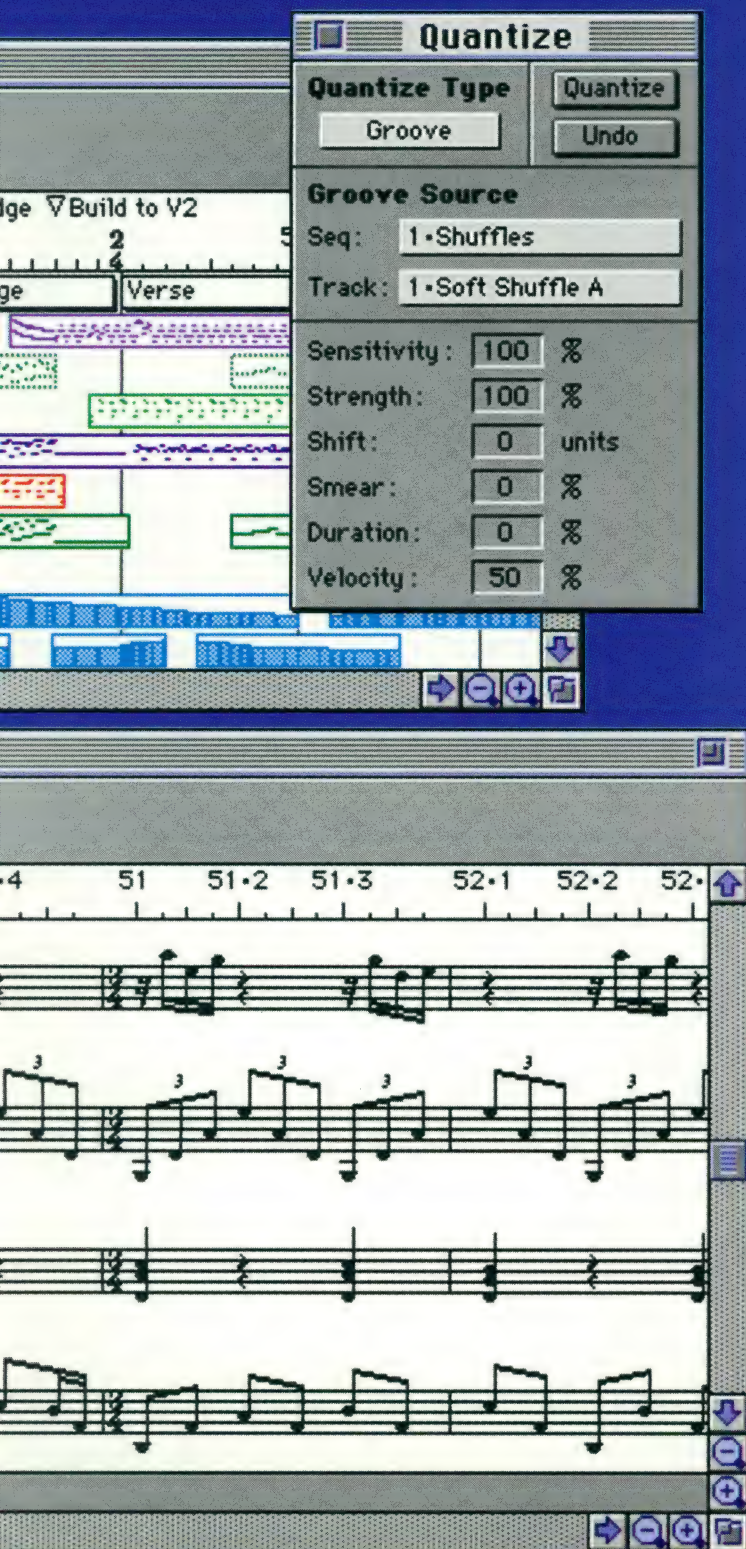 Quantize
Quantize Type
Groove
Quantize
Undo
Groove Source
Seq: 1•Shuffles
Track: 1•Soft Shuffle A
Sensitivity: 100 %
Strength: 100 %
Shift: 0 units
Smear: 0 %
Duration: 0 %
Velocity: 50 %
dge ▽Build to V2
2 5
ge Verse
•4 51 51•2 51•3 52•1 52•2 52•
3 3 3 3 3 3